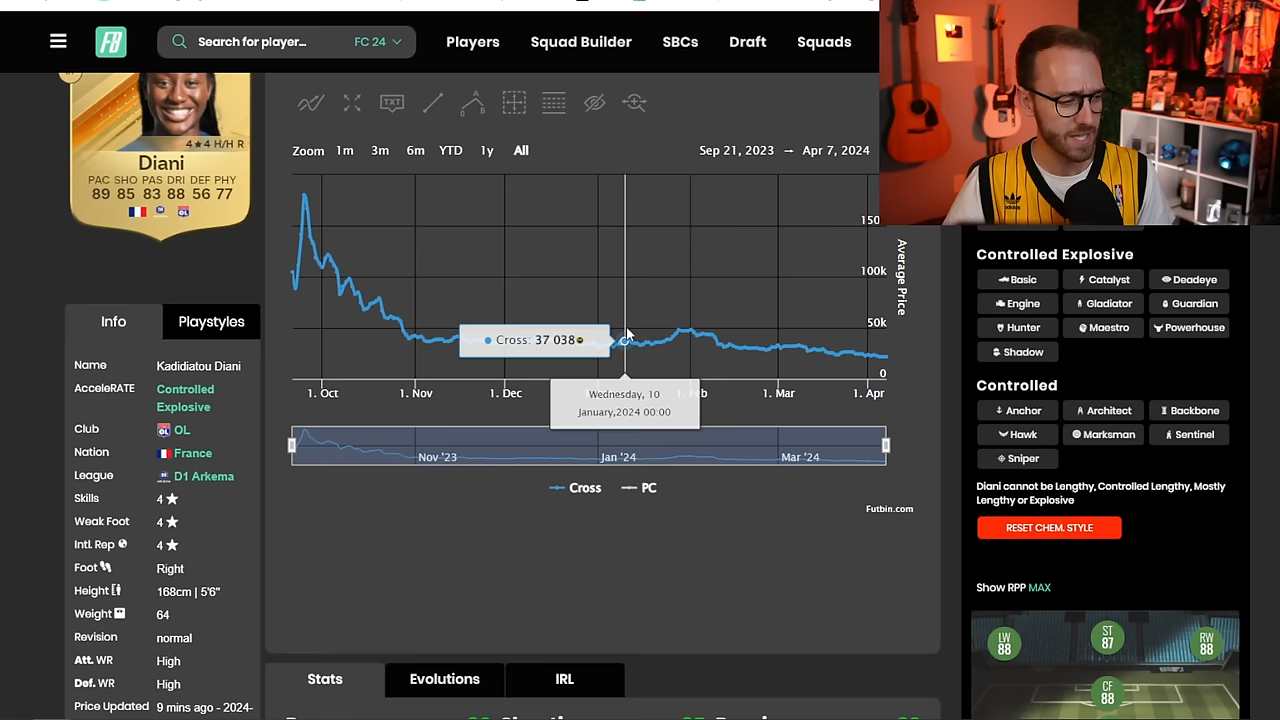 FB
Search for player...
FC 24
Players
Squad Builder
SBCs
Draft
Squads
4★4 H/H R
Diani
PAC SHO PAS DRI DEF PHY
89 85 83 88 56 77
OL
TXT
Zoom 1m 3m 6m YTD 1y All
Sep 21, 2023 → Apr 7, 2024
150
100k
50k
0
Average Price
Cross: 37 038
Wednesday, 10
January,2024 00:00
1. Oct
1. Nov
1. Dec
Feb
1. Mar
1. Apr
Nov '23
Jan '24
Mar '24
Cross
PC
Futbin.com
Info
Playstyles
Name Kadidiatou Diani
AcceleRATE Controlled
Explosive
Club OL
Nation France
League D1 Arkema
Skills 4 ★
Weak Foot 4 ★
Intl. Rep 4 ★
Foot Right
Height 168cm | 5'6"
Weight 64
Revision normal
Att. WR High
Def. WR High
Price Updated 9 mins ago - 2024-
Stats
Evolutions
IRL
Controlled Explosive
Basic
Catalyst
Deadeye
Engine
Gladiator
Guardian
Hunter
Maestro
Powerhouse
Shadow
Controlled
Anchor
Architect
Backbone
Hawk
Marksman
Sentinel
Sniper
Diani cannot be Lengthy, Controlled Lengthy, Mostly
Lengthy or Explosive
RESET CHEM. STYLE
Show RPP MAX
LW
88
ST
87
RW
88
CF
88